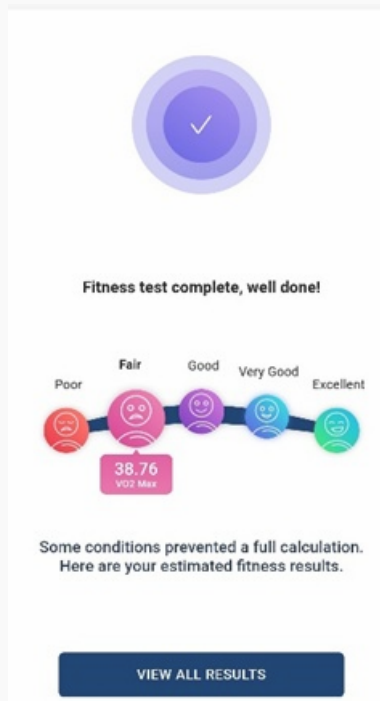 Fitness test complete, well done!
Poor
Fair
Good
Very Good
Excellent
38.76
VO2 Max
Some conditions prevented a full calculation.
Here are your estimated fitness results.
VIEW ALL RESULTS